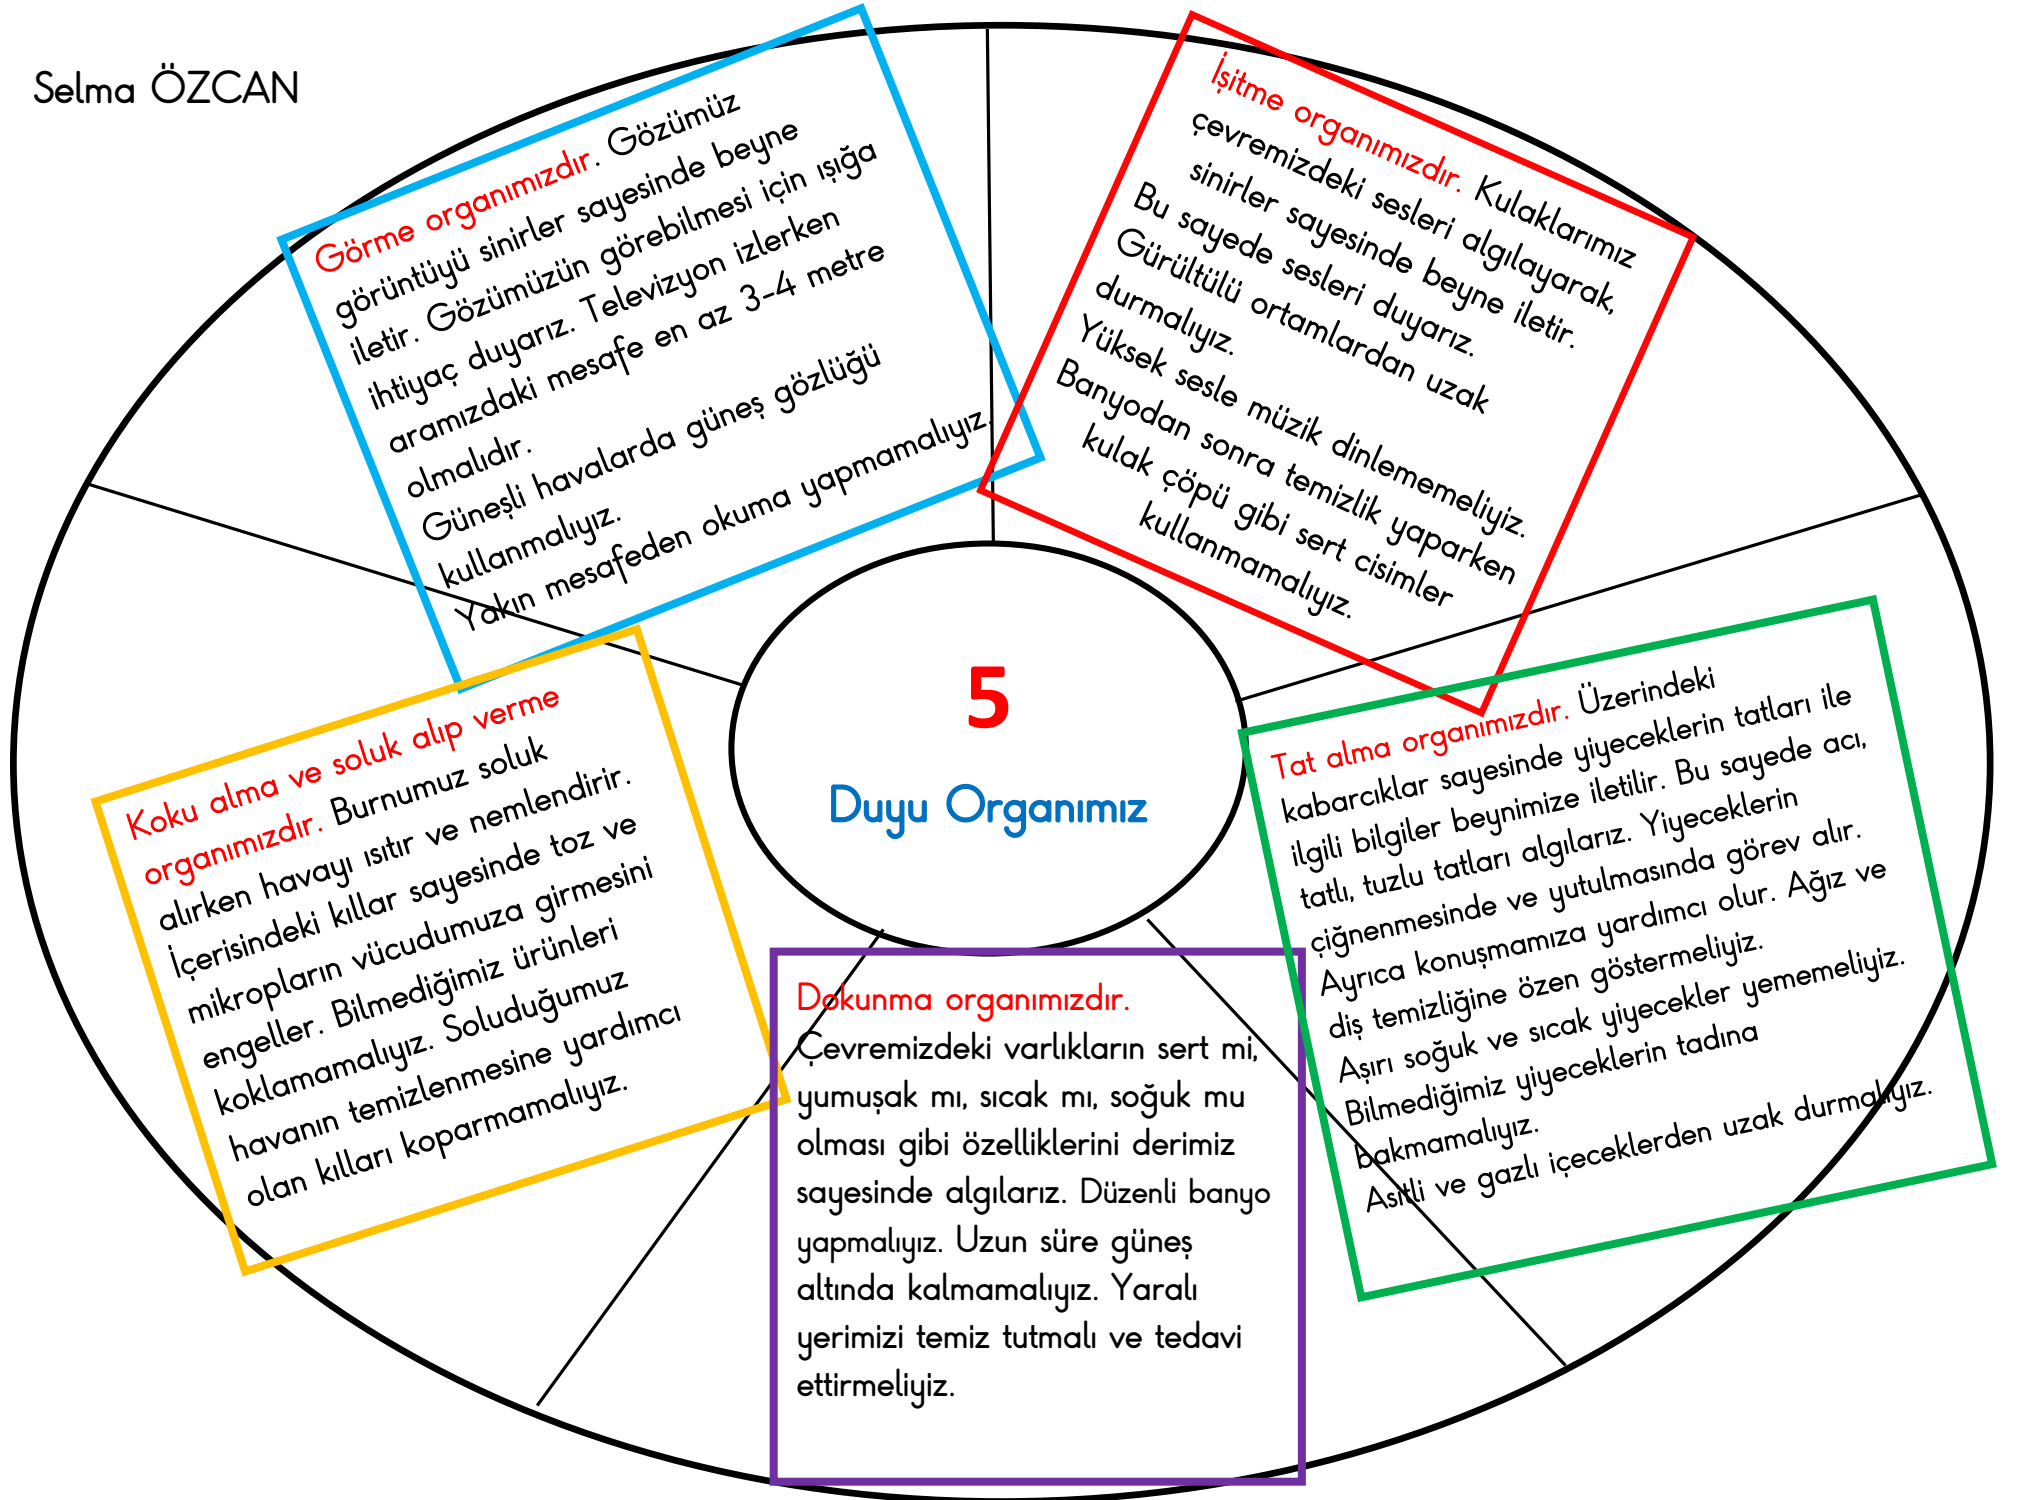 Selma ÖZCAN
Görme organımızdır. Gözümüz
görüntüyü sinirler sayesinde beyne
iletir. Gözümüzün görebilmesi için ışığa
ihtiyaç duyarız. Televizyon izlerken
aramızdaki mesafe en az 3-4 metre
olmalıdır.
Güneşli havalarda güneş gözlüğü
kullanmalıyız.
Yakın mesafeden okuma yapmamalıyız.
İşitme organımızdır. Kulaklarımız
çevremizdeki sesleri algılayarak,
sinirler sayesinde beyne iletir.
Bu sayede sesleri duyarız.
Gürültülü ortamlardan uzak
durmalıyız.
Yüksek sesle müzik dinlememeliyiz.
Banyodan sonra temizlik yaparken
kulak çöpü gibi sert cisimler
kullanmamalıyız.
5
Duyu Organımız
Koku alma ve soluk alıp verme
organımızdır. Burnumuz soluk
alırken havayı ısıtır ve nemlendirir.
İçerisindeki kıllar sayesinde toz ve
mikropların vücudumuza girmesini
engeller. Bilmediğimiz ürünleri
koklamamalıyız. Soluduğumuz
havanın temizlenmesine yardımcı
olan kılları koparmamalıyız.
Tat alma organımızdır. Üzerindeki
kabarcıklar sayesinde yiyeceklerin tatları ile
ilgili bilgiler beynimize iletilir. Bu sayede acı,
tatlı, tuzlu tatları algılarız. Yiyeceklerin
çiğnenmesinde ve yutulmasında görev alır.
Ayrıca konuşmamıza yardımcı olur. Ağız ve
diş temizliğine özen göstermeliyiz.
Aşırı soğuk ve sıcak yiyecekler yememeliyiz.
Bilmediğimiz yiyeceklerin tadına
bakmamalıyız.
Asitli ve gazlı içeceklerden uzak durmalıyız.
Dokunma organımızdır.
Çevremizdeki varlıkların sert mi,
yumuşak mı, sıcak mı, soğuk mu
olması gibi özelliklerini derimiz
sayesinde algılarız. Düzenli banyo
yapmalıyız. Uzun süre güneş
altında kalmamalıyız. Yaralı
yerimizi temiz tutmalı ve tedavi
ettirmeliyiz.